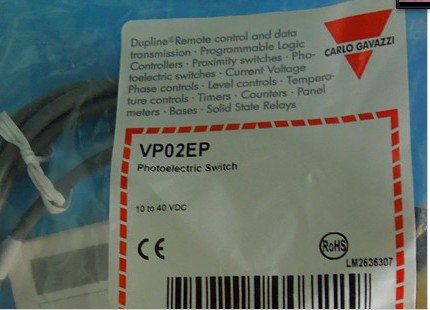 Dupline® Remote control and data
transmission · Programmable Logic
Controllers · Proximity switches · Pho-
toelectric switches · Current Voltage
Phase controls · Level controls · Tempera-
ture controls · Timers · Counters · Panel
meters · Bases · Solid State Relays
CARLO GAVAZZI
VP02EP
Photoelectric Switch
10 to 40 VDC
CE
RoHS
LM2636307